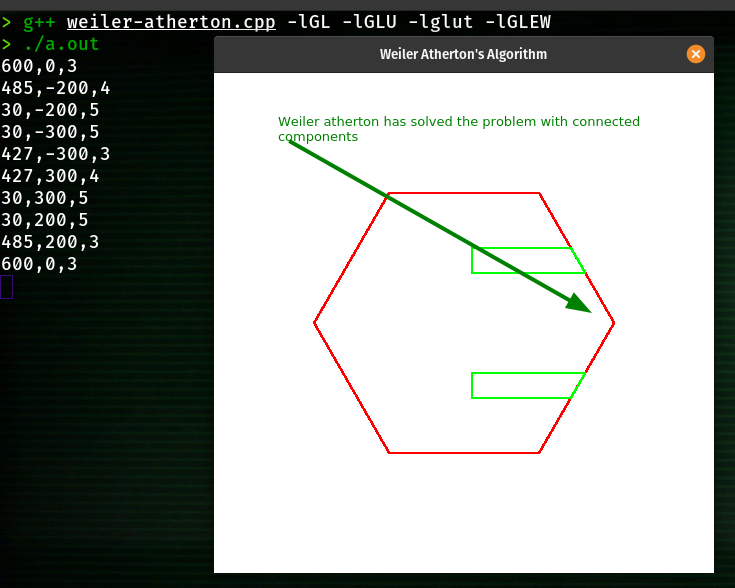 > g++ weiler-atherton.cpp -lGL -lGLU -lglut -lGLEW
> ./a.out
600,0,3
485,-200,4
30,-200,5
30,-300,5
427,-300,3
427,300,4
30,300,5
30,200,5
485,200,3
600,0,3
Weiler Atherton's Algorithm
Weiler atherton has solved the problem with connected
components